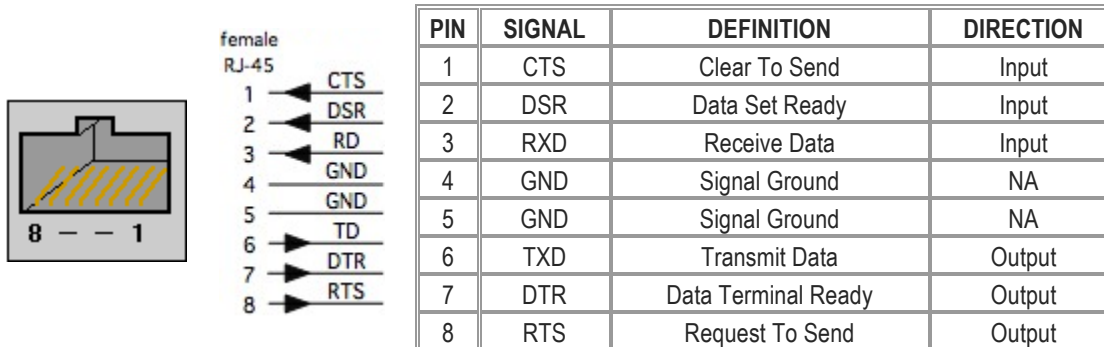 8 – – 1
female
RJ-45
1 CTS
2 DSR
3 RD
4 GND
5 GND
6 TD
7 DTR
8 RTS
PIN SIGNAL DEFINITION DIRECTION
1 CTS Clear To Send Input
2 DSR Data Set Ready Input
3 RXD Receive Data Input
4 GND Signal Ground NA
5 GND Signal Ground NA
6 TXD Transmit Data Output
7 DTR Data Terminal Ready Output
8 RTS Request To Send Output